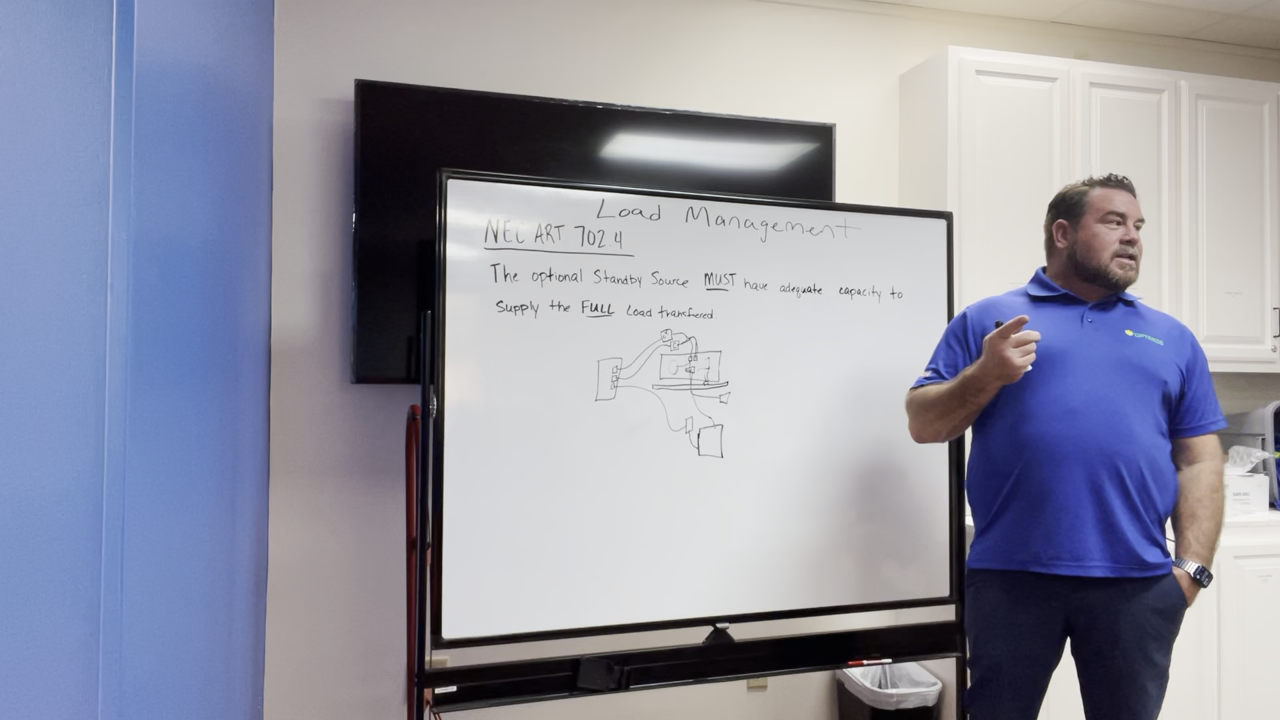 Load Management
NEC ART 702.4
The optional Standby Source MUST have adequate capacity to
Supply the FULL Load transfered.